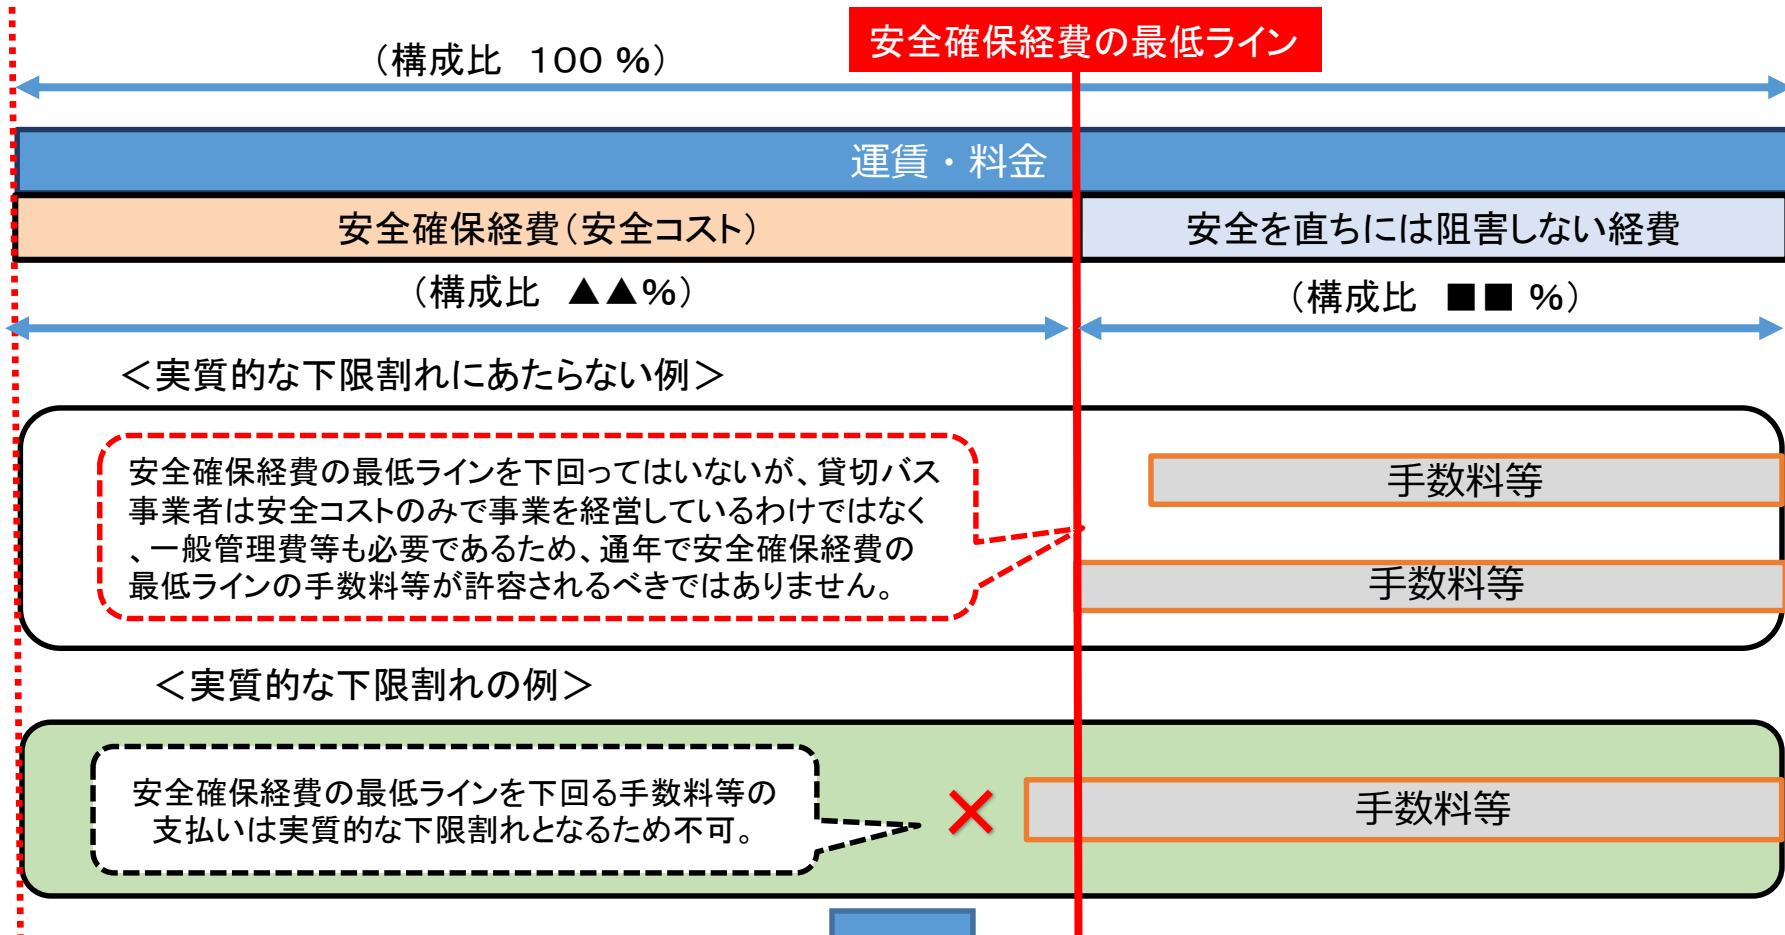 安全確保経費の最低ライン
（構成比　１００ %）
運賃・料金
安全確保経費（安全コスト）
安全を直ちには阻害しない経費
（構成比　▲▲%）
（構成比　■■ %）
＜実質的な下限割れにあたらない例＞
安全確保経費の最低ラインを下回ってはいないが、貸切バス
事業者は安全コストのみで事業を経営しているわけではなく
、一般管理費等も必要であるため、通年で安全確保経費の
最低ラインの手数料等が許容されるべきではありません。
手数料等
手数料等
＜実質的な下限割れの例＞
安全確保経費の最低ラインを下回る手数料等の
支払いは実質的な下限割れとなるため不可。
手数料等